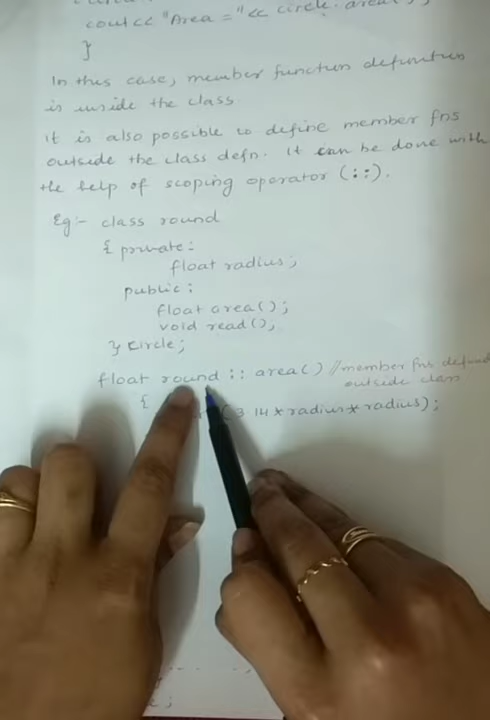 cout << "Area =" << circle. area( ) ;
}
In this case, member function definition
is inside the class
it is also possible to define member fns
outside the class defn. it can be done with
the help of scoping operator (::).
Eg:- class round
{ private:
float radius;
public:
float area();
void read();
} circle;
float round :: area() //member fns defined
outside class
{
(3.14 * radius * radius);